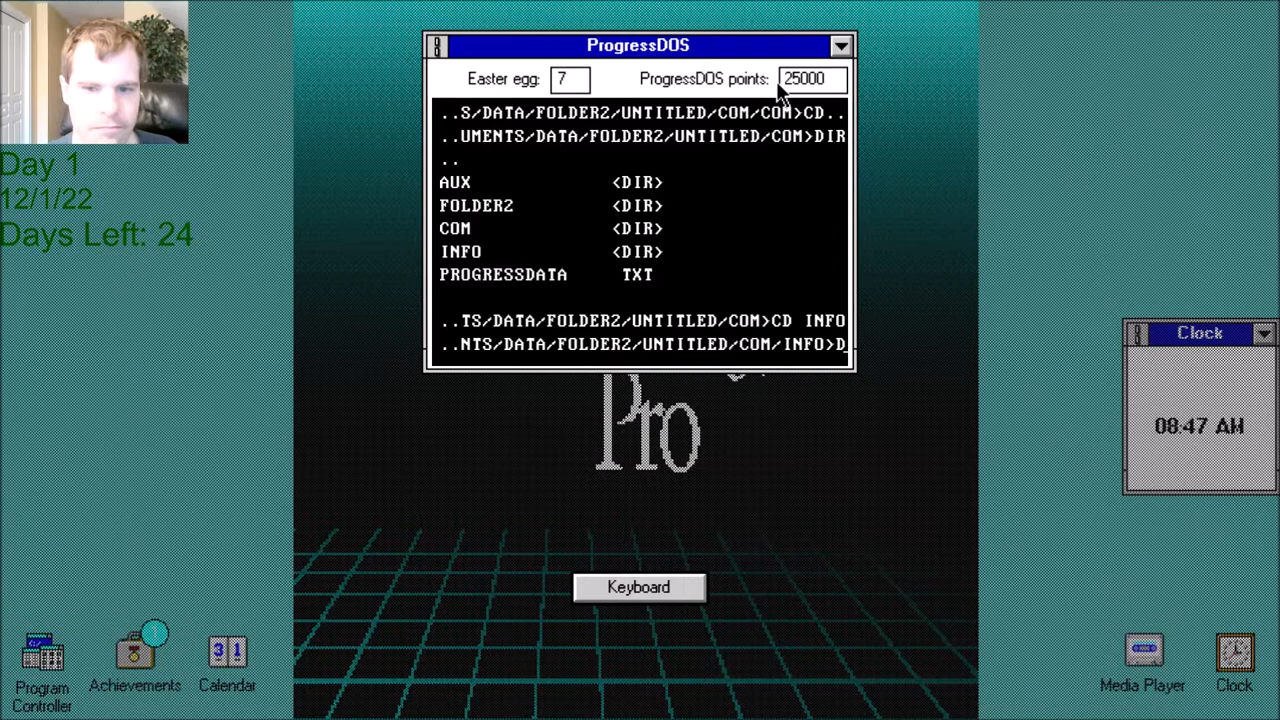 Day 1
12/1/22
Days Left: 24
ProgressDOS
Easter egg: 7
ProgressDOS points: 25000
..S/DATA/FOLDER2/UNTITLED/COM/COM>CD..
..UMENTS/DATA/FOLDER2/UNTITLED/COM>DIR
..
AUX <DIR>
FOLDER2 <DIR>
COM <DIR>
INFO <DIR>
PROGRESSDATA TXT
..TS/DATA/FOLDER2/UNTITLED/COM>CD INFO
..NTS/DATA/FOLDER2/UNTITLED/COM/INFO>D_
Pro
Clock
08:47 AM
Keyboard
Program
Controller
Achievements
31
Calendar
Media Player
Clock